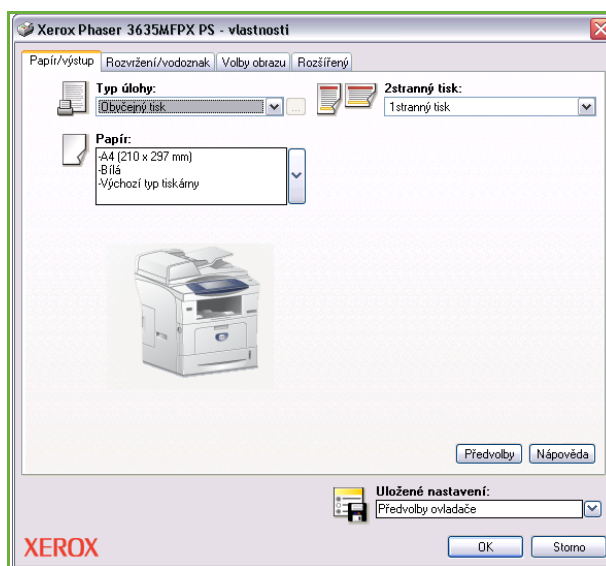 Xerox Phaser 3635MFPX PS - vlastnosti
Papír/výstup Rozvržení/vodoznak Volby obrazu Rozšířený
Typ úlohy:
Obyčejný tisk
...
2stranný tisk:
1stranný tisk
Papír:
-A4 (210 x 297 mm)
-Bílá
-Výchozí typ tiskárny
Předvolby Nápověda
Uložené nastavení:
Předvolby ovladače
XEROX
OK Storno